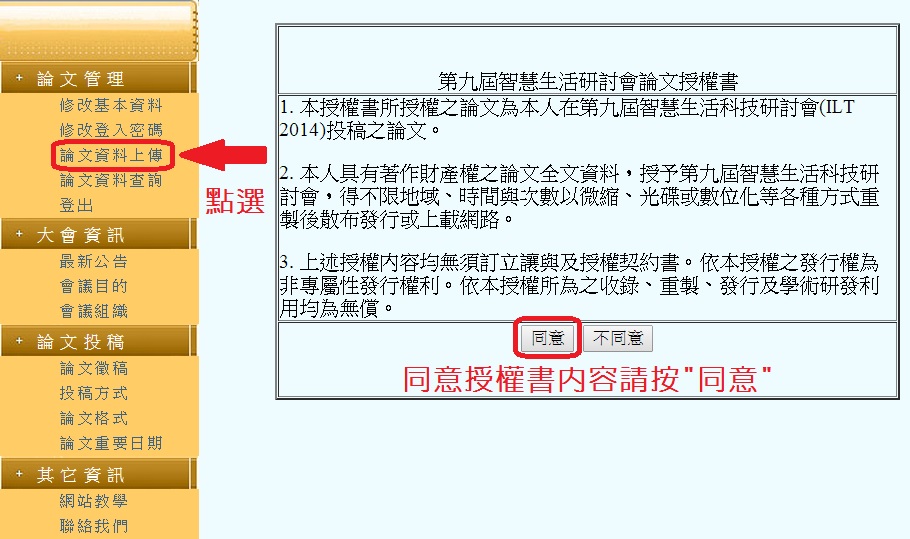 + 論文管理
修改基本資料
修改登入密碼
論文資料上傳
論文資料查詢
登出
+ 大會資訊
最新公告
會議目的
會議組織
+ 論文投稿
論文徵稿
投稿方式
論文格式
論文重要日期
+ 其它資訊
網站教學
聯絡我們
點選
第九屆智慧生活研討會論文授權書
1. 本授權書所授權之論文為本人在第九屆智慧生活科技研討會(ILT
2014)投稿之論文。
2. 本人具有著作財產權之論文全文資料，授予第九屆智慧生活科技研
討會，得不限地域、時間與次數以微縮、光碟或數位化等各種方式重
製後散布發行或上載網路。
3. 上述授權內容均無須訂立讓與及授權契約書。依本授權之發行權為
非專屬性發行權利。依本授權所為之收錄、重製、發行及學術研發利
用均為無償。
同意 不同意
同意授權書內容請按"同意"